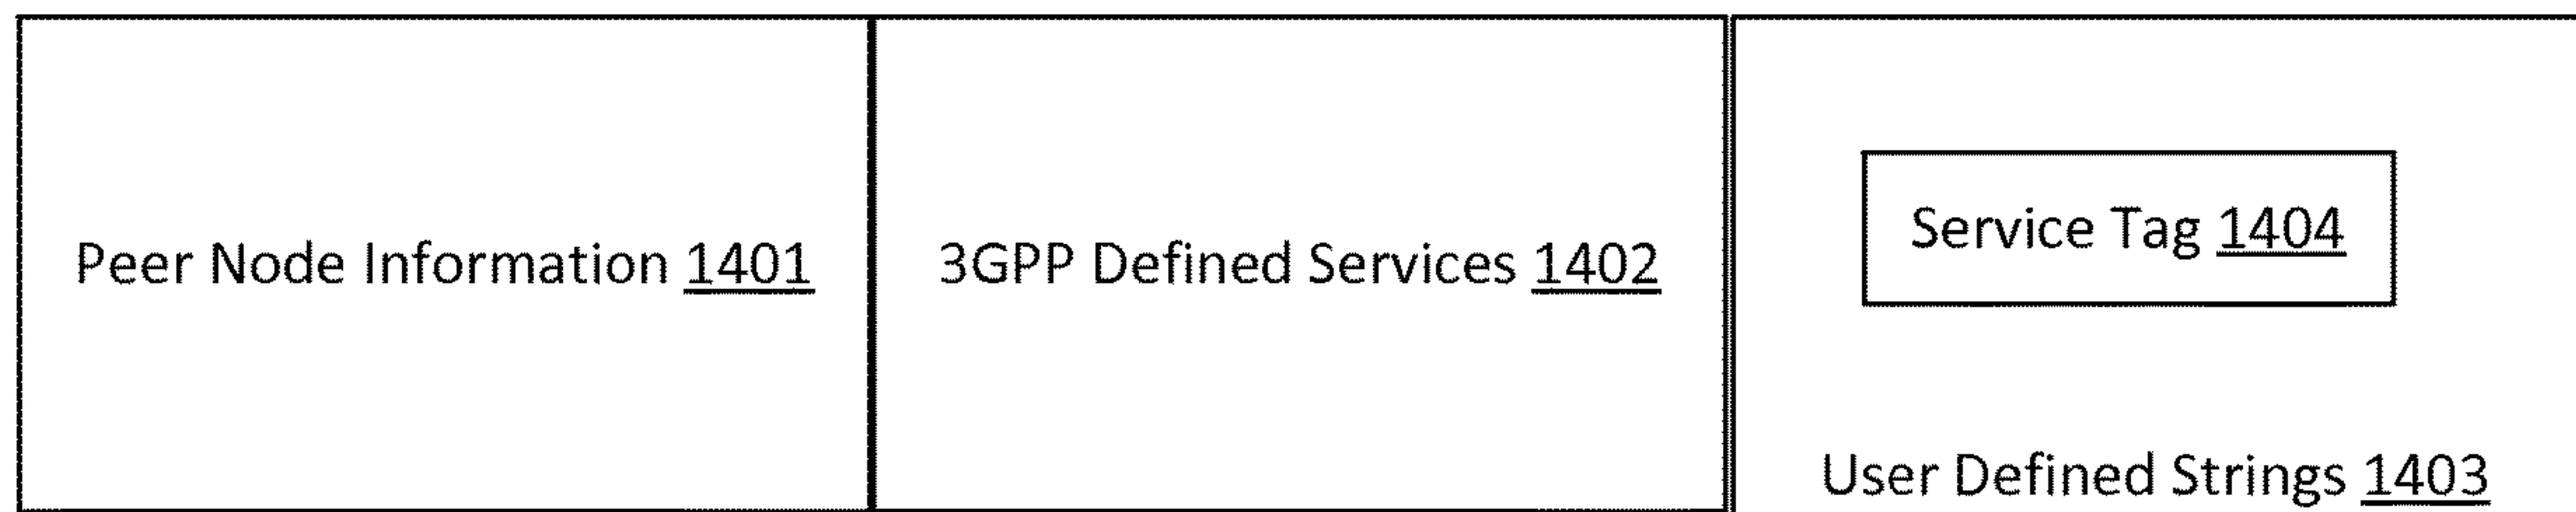 Peer Node Information 1401
3GPP Defined Services 1402
Service Tag 1404
User Defined Strings 1403